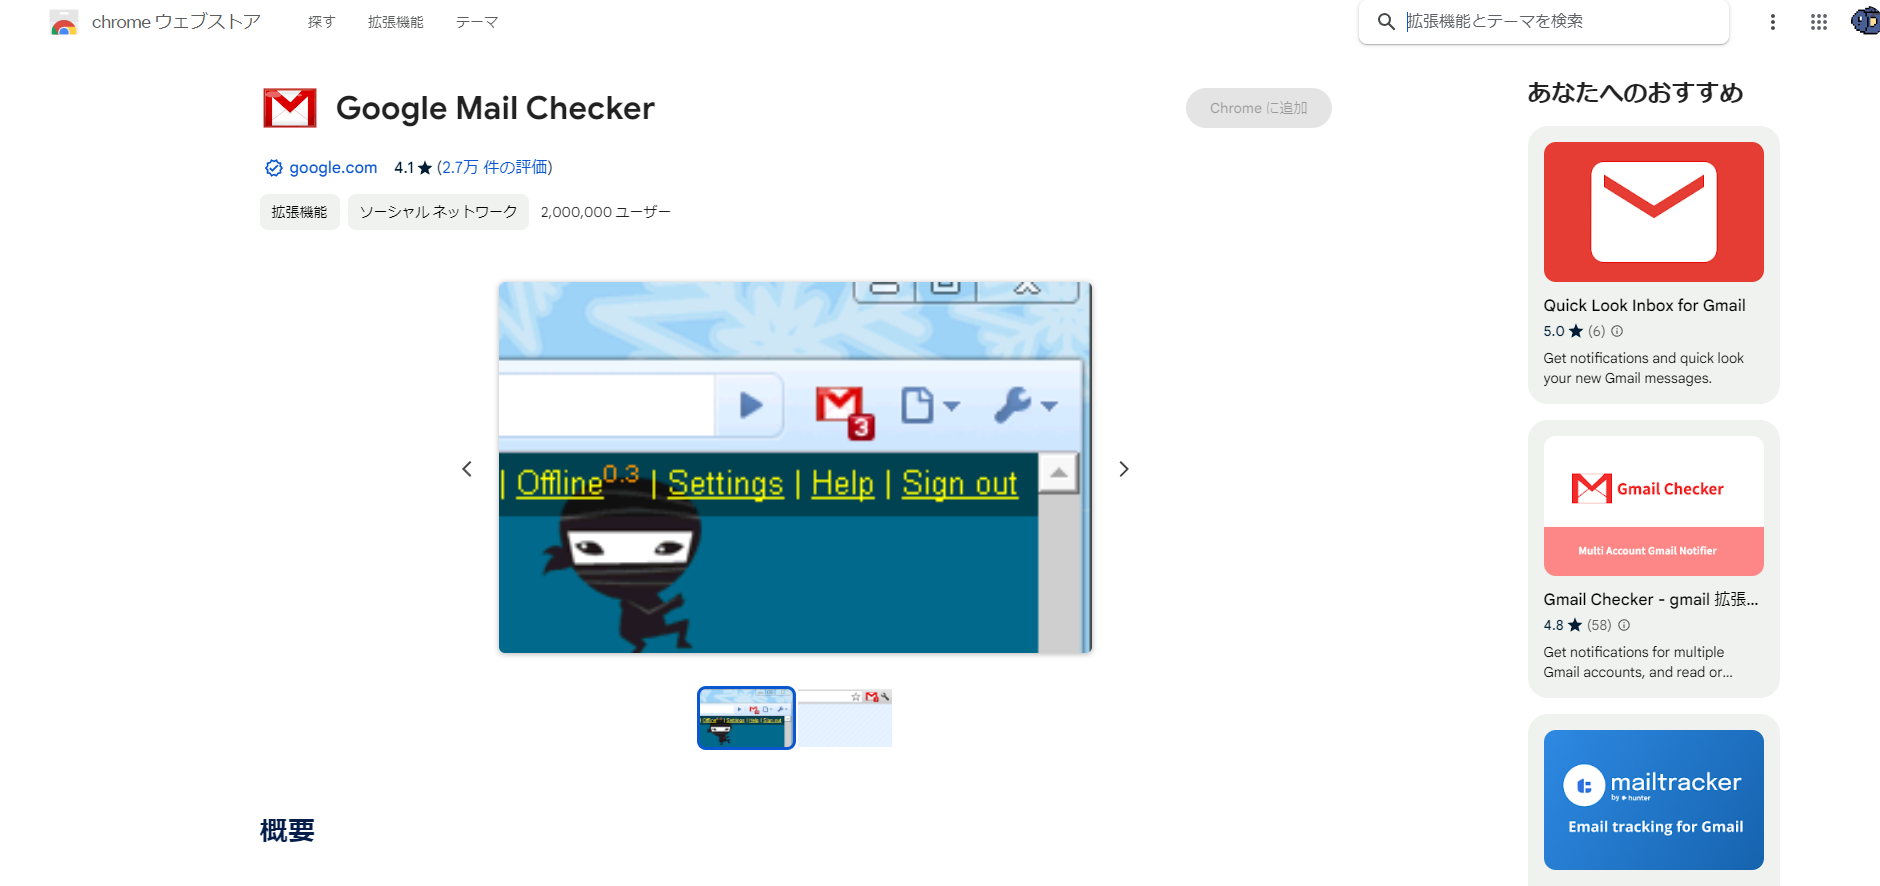 chrome ウェブストア
探す
拡張機能
テーマ
拡張機能とテーマを検索
Google Mail Checker
Chrome に追加
google.com 4.1 ★ (2.7万 件の評価)
拡張機能
ソーシャル ネットワーク
2,000,000 ユーザー
3
| Offline 0.3 | Settings | Help | Sign out
概要
あなたへのおすすめ
Quick Look Inbox for Gmail
5.0 ★ (6)
Get notifications and quick look
your new Gmail messages.
Gmail Checker
Multi Account Gmail Notifier
Gmail Checker - gmail 拡張...
4.8 ★ (58)
Get notifications for multiple
Gmail accounts, and read or...
mailtracker
by hunter
Email tracking for Gmail